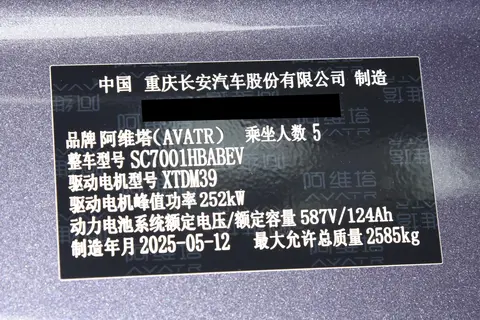 中国 重庆长安汽车股份有限公司 制造
品牌 阿维塔(AVATR) 乘坐人数 5
整车型号 SC7001HBABEV
驱动电机型号 XTDM39
驱动电机峰值功率 252kW
动力电池系统额定电压/额定容量 587V/124Ah
制造年月 2025-05-12 最大允许总质量 2585kg